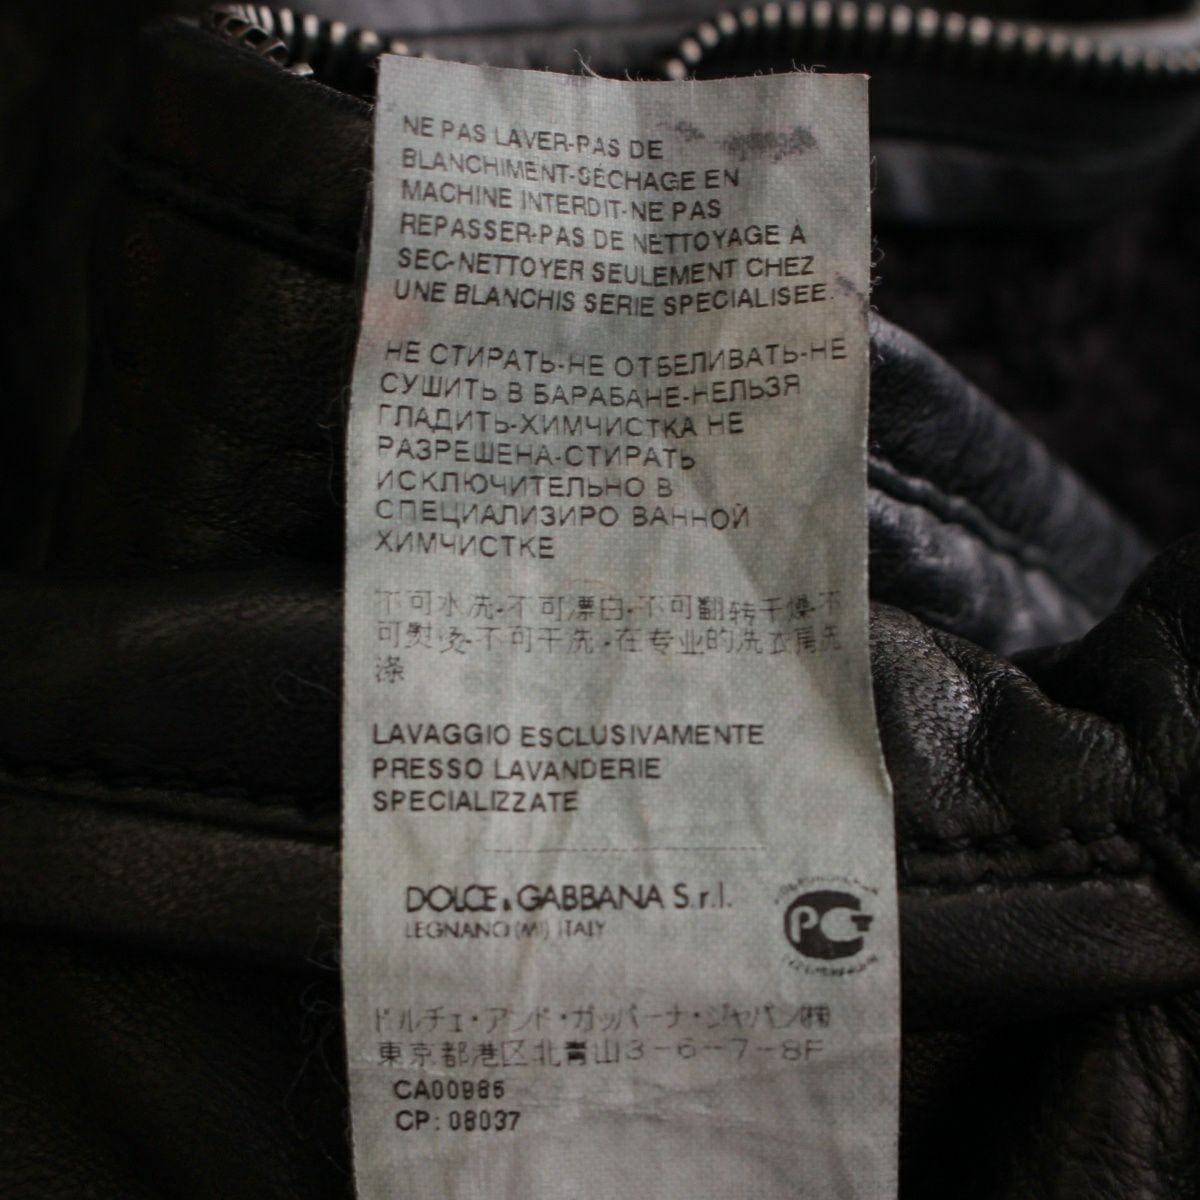 NE PAS LAVER-PAS DE
BLANCHIMENT-SÉCHAGE EN
MACHINE INTERDIT-NE PAS
REPASSER-PAS DE NETTOYAGE À
SEC-NETTOYER SEULEMENT CHEZ
UNE BLANCHIS SERIE SPECIALISEE.
НЕ СТИРАТЬ-НЕ ОТБЕЛИВАТЬ-НЕ
СУШИТЬ В БАРАБАНЕ-НЕЛЬЗЯ
ГЛАДИТЬ-ХИМЧИСТКА НЕ
РАЗРЕШЕНА-СТИРАТЬ
ИСКЛЮЧИТЕЛЬНО В
СПЕЦИАЛИЗИРО ВАННОЙ
ХИМЧИСТКЕ
不可水洗·不可漂白·不可翻转干燥·不
可熨烫·不可干洗·在专业的洗衣房洗
涤
LAVAGGIO ESCLUSIVAMENTE
PRESSO LAVANDERIE
SPECIALIZZATE
DOLCE & GABBANA S.r.l.
LEGNANO (MI) ITALY
РСТ
ドルチェ・アンド・ガッバーナ・ジャパン㈱
東京都港区北青山3-6-7-8F
CA00986
CP: 08037